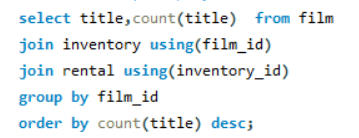 select title,count(title)  from film
join inventory using(film_id)
join rental using(inventory_id)
group by film_id
order by count(title) desc;